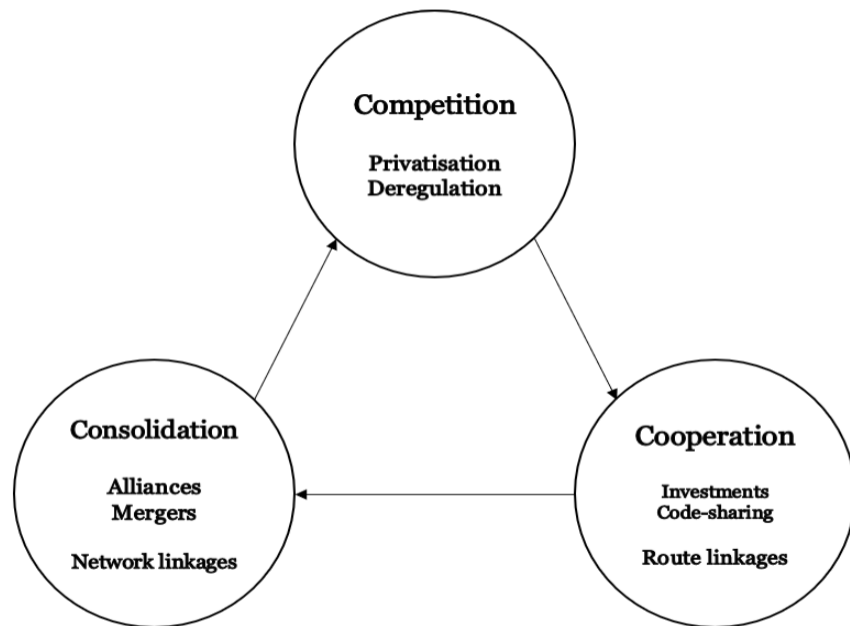 Competition
Privatisation
Deregulation
Consolidation
Alliances
Mergers
Network linkages
Cooperation
Investments
Code-sharing
Route linkages